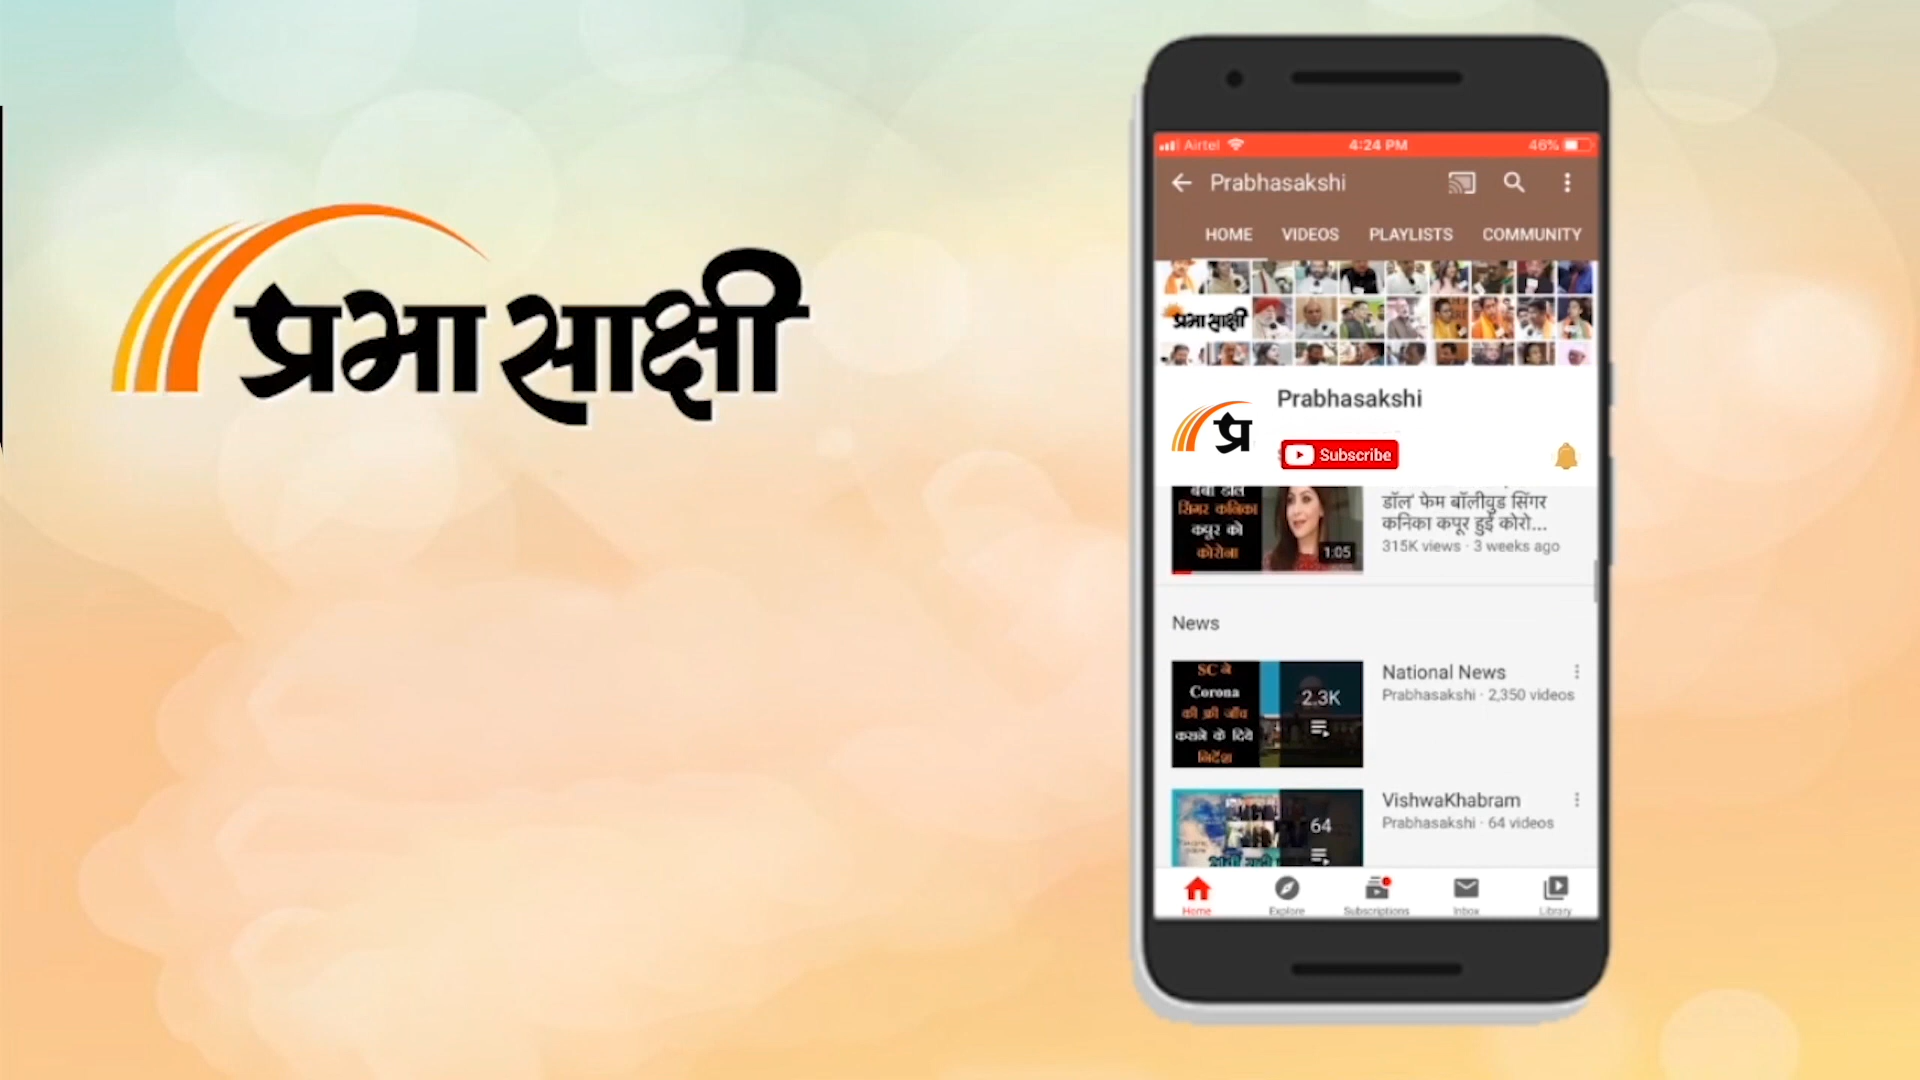 प्रभासाक्षी
Airtel 4:24 PM 46%
Prabhasakshi
HOME VIDEOS PLAYLISTS COMMUNITY
प्रभासाक्षी
Prabhasakshi
प्र
Subscribe
सिंगर कनिका
कपूर को
कोरोना
1:05
डॉल' फेम बॉलीवुड सिंगर
कनिका कपूर हुईं कोरो...
315K views · 3 weeks ago
News
SC ने
Corona
की फ्री जाँच
कराने के दिये
निर्देश
2.3K
National News
Prabhasakshi · 2,350 videos
64
VishwaKhabram
Prabhasakshi · 64 videos
Home Explore Subscriptions Inbox Library